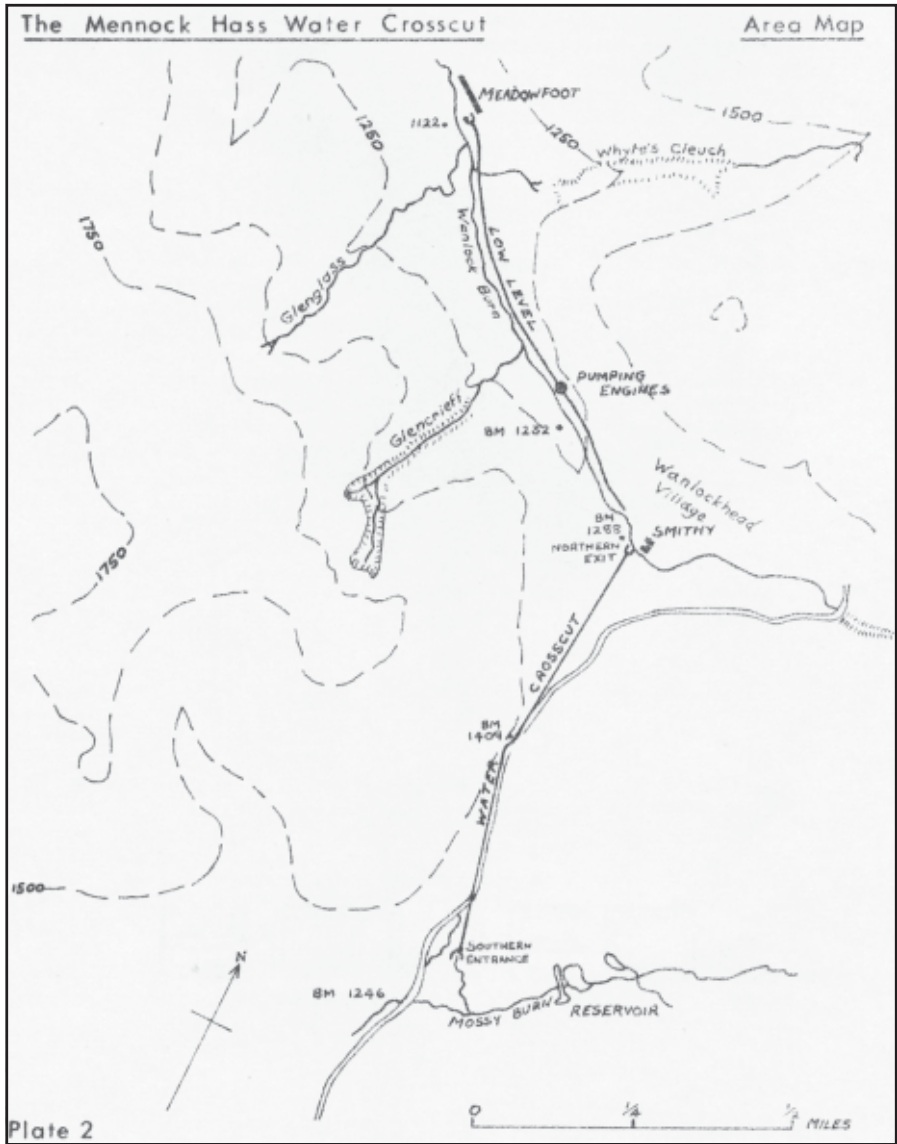 The Mennock Hass Water Crosscut
Area Map
MEADOWFOOT
1122
1250
1250
1500
Whyte's Cleuch
1750
Glenglass
Wanlock Burn
LOW LEVEL
PUMPING
ENGINES
Glencrieff
BM 1252
Wanlockhead
Village
BM
1288
SMITHY
NORTHERN
EXIT
1750
WATER CROSSCUT
BM
1409
1500
SOUTHERN
ENTRANCE
N
BM 1246
MOSSY BURN
RESERVOIR
0
1/4
1/2
MILES
Plate 2